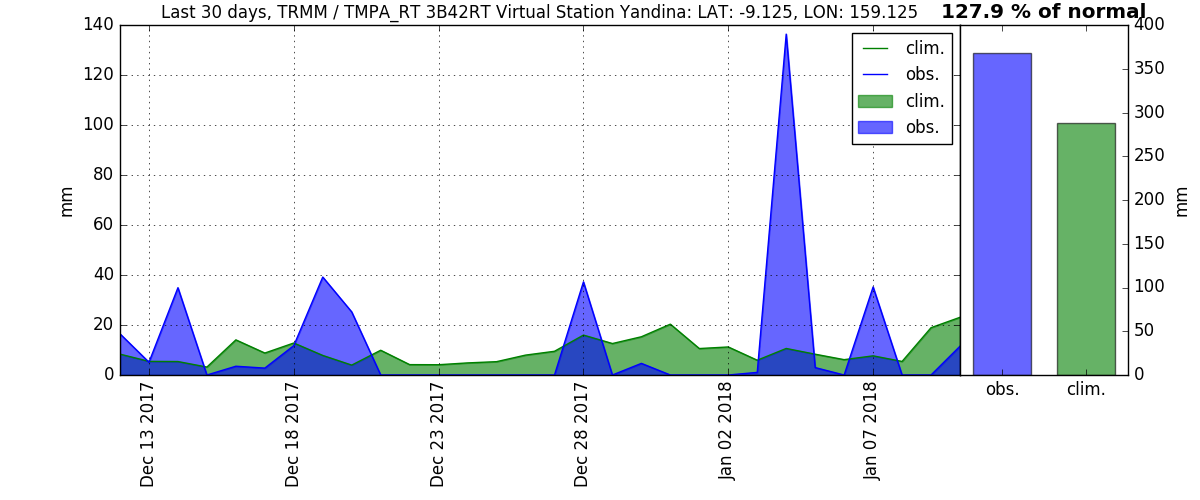 Last 30 days, TRMM / TMPA_RT 3B42RT Virtual Station Yandina: LAT: -9.125, LON: 159.125
127.9 % of normal
140
120
100
80
60
40
20
0
mm
clim.
obs.
clim.
obs.
Dec 13 2017
Dec 18 2017
Dec 23 2017
Dec 28 2017
Jan 02 2018
Jan 07 2018
400
350
300
250
200
150
100
50
0
mm
obs.
clim.